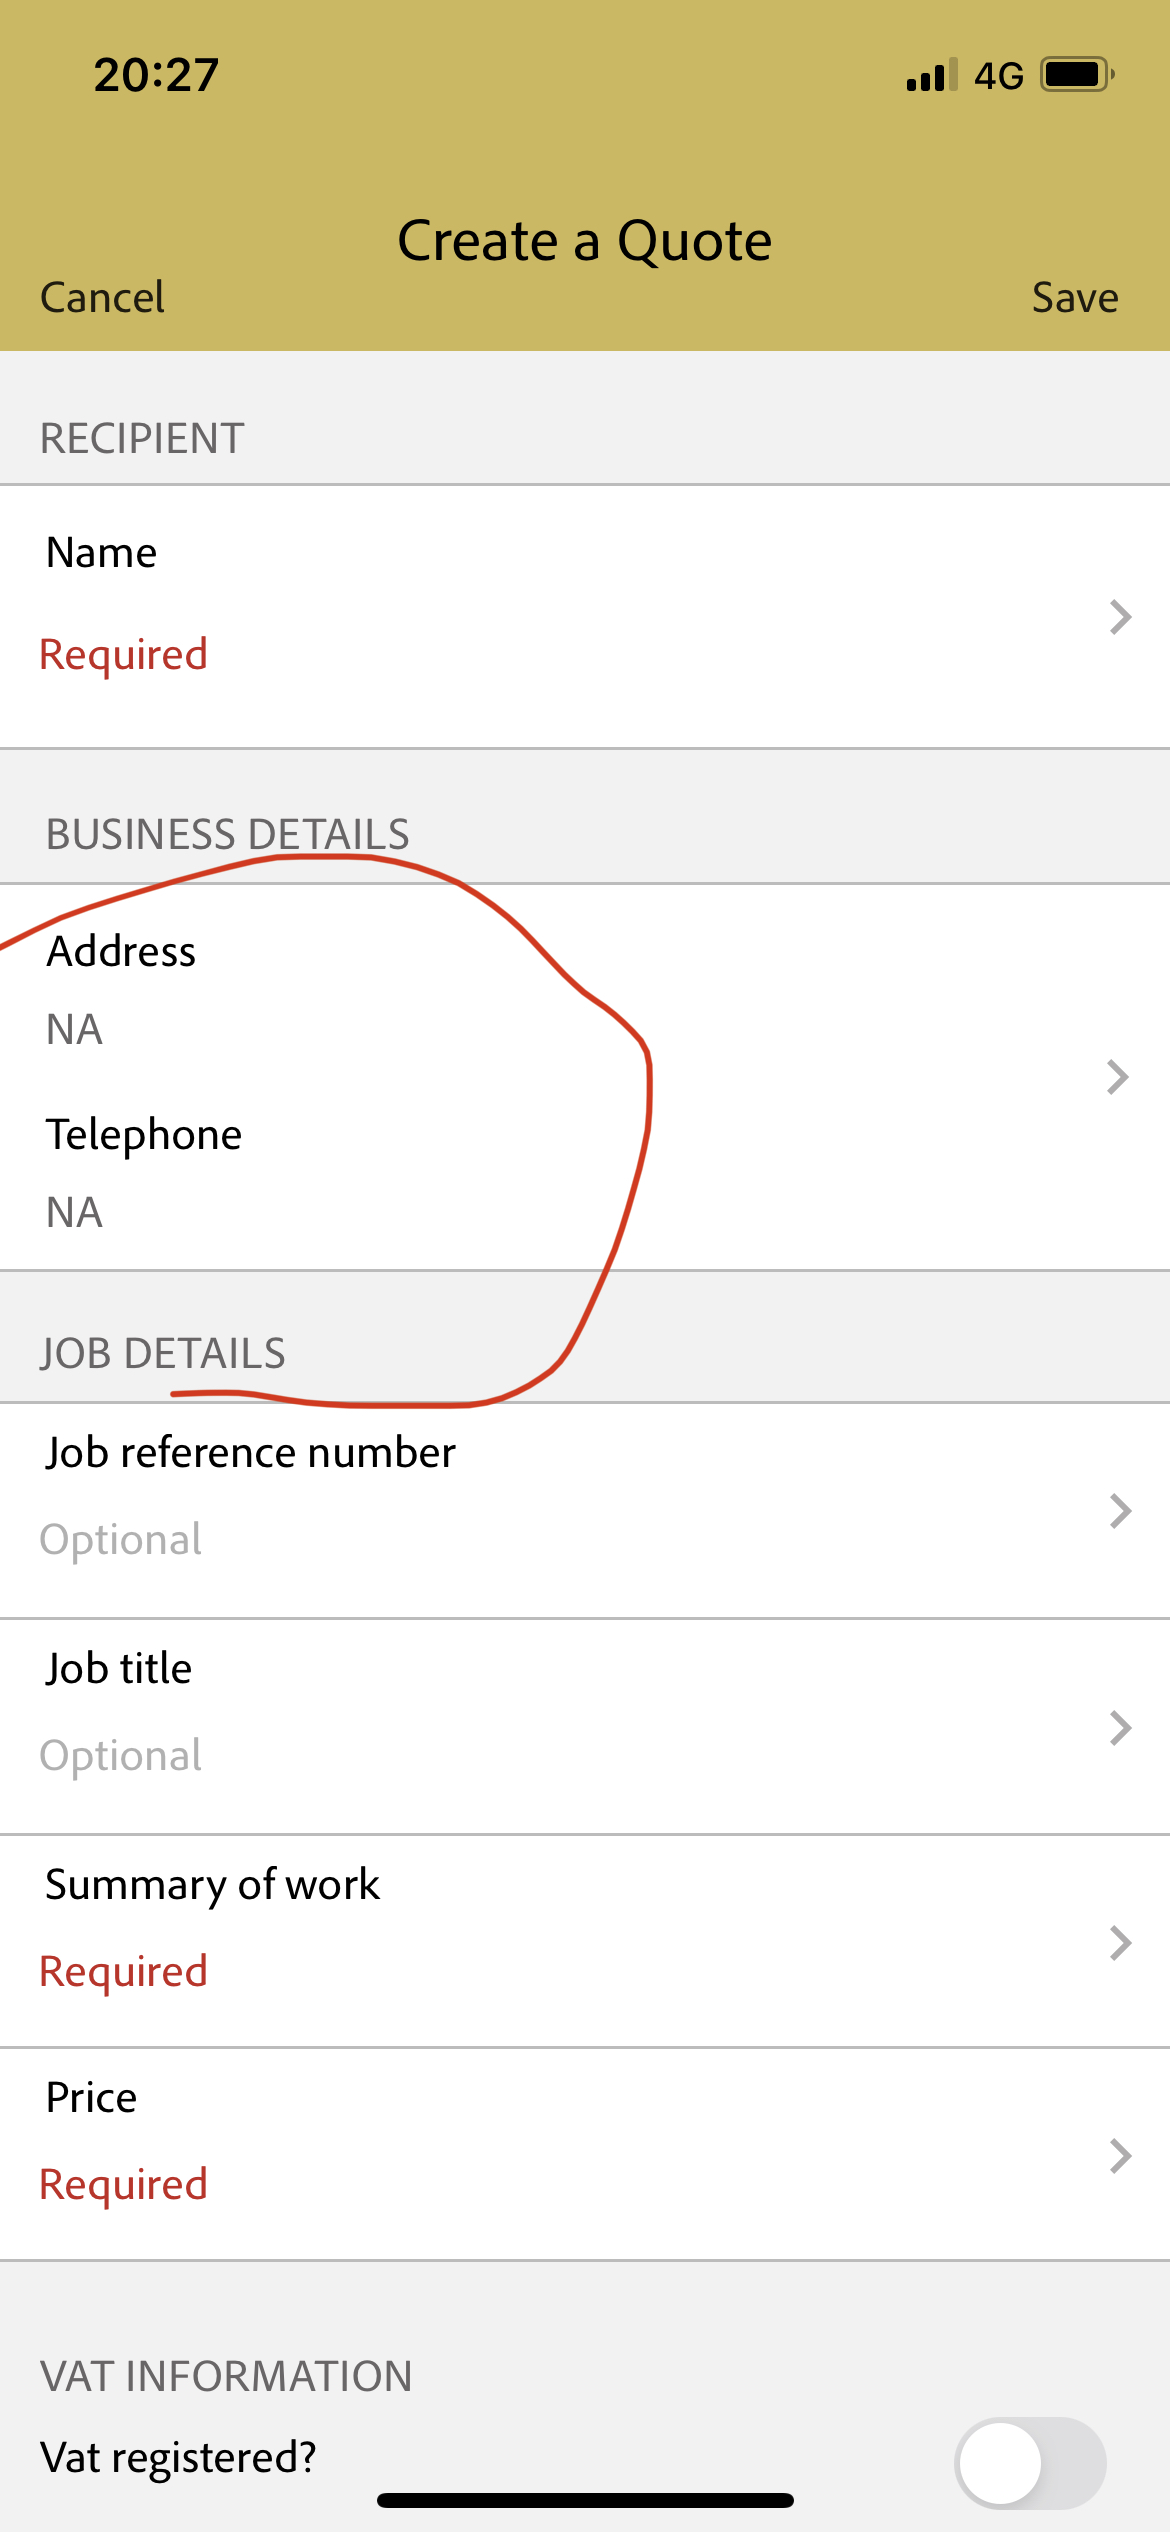 20:27
4G
Create a Quote
Cancel
Save
RECIPIENT
Name
Required
BUSINESS DETAILS
Address
NA
Telephone
NA
JOB DETAILS
Job reference number
Optional
Job title
Optional
Summary of work
Required
Price
Required
VAT INFORMATION
Vat registered?